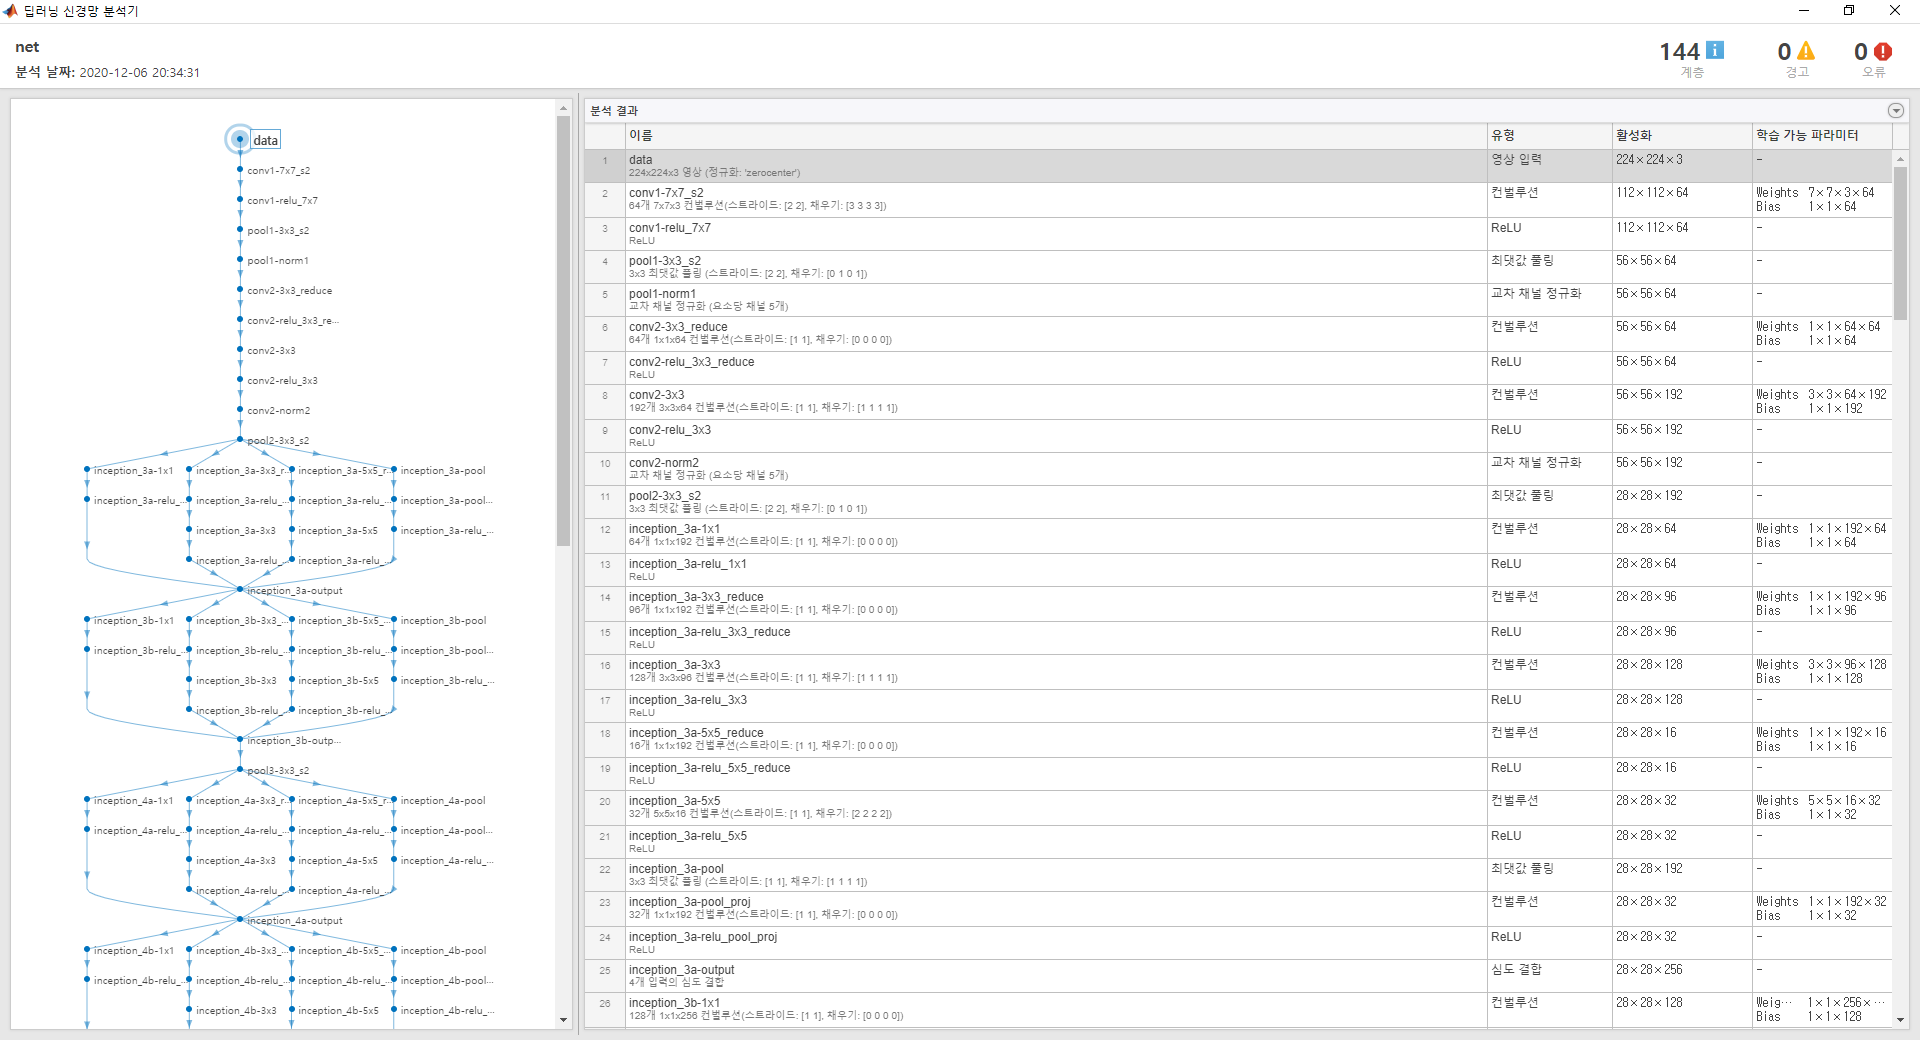 딥러닝 신경망 분석기
net
분석 날짜: 2020-12-06 20:34:31
144
계층
0
경고
0
오류
data
conv1-7x7_s2
conv1-relu_7x7
pool1-3x3_s2
pool1-norm1
conv2-3x3_reduce
conv2-relu_3x3_re...
conv2-3x3
conv2-relu_3x3
conv2-norm2
pool2-3x3_s2
inception_3a-1x1 inception_3a-3x3_r... inception_3a-5x5_r... inception_3a-pool
inception_3a-relu_... inception_3a-relu_... inception_3a-relu_... inception_3a-pool...
inception_3a-3x3 inception_3a-5x5 inception_3a-relu_...
inception_3a-relu_... inception_3a-relu_...
inception_3a-output
inception_3b-1x1 inception_3b-3x3_... inception_3b-5x5_... inception_3b-pool
inception_3b-relu_... inception_3b-relu_... inception_3b-relu_... inception_3b-pool...
inception_3b-3x3 inception_3b-5x5 inception_3b-relu_...
inception_3b-relu_... inception_3b-relu_...
inception_3b-outp...
pool3-3x3_s2
inception_4a-1x1 inception_4a-3x3_r... inception_4a-5x5_r... inception_4a-pool
inception_4a-relu_... inception_4a-relu_... inception_4a-relu_... inception_4a-pool...
inception_4a-3x3 inception_4a-5x5 inception_4a-relu_...
inception_4a-relu_... inception_4a-relu_...
inception_4a-output
inception_4b-1x1 inception_4b-3x3_... inception_4b-5x5_... inception_4b-pool
inception_4b-relu_... inception_4b-relu_... inception_4b-relu_... inception_4b-pool...
inception_4b-3x3 inception_4b-5x5 inception_4b-relu_...
분석 결과
이름 유형 활성화 학습 가능 파라미터
1 data 영상 입력 224×224×3 -
224x224x3 영상 (정규화: 'zerocenter')
2 conv1-7x7_s2 컨벌루션 112×112×64 Weights 7×7×3×64
64개 7x7x3 컨벌루션(스트라이드: [2 2], 채우기: [3 3 3 3]) Bias 1×1×64
3 conv1-relu_7x7 ReLU 112×112×64 -
ReLU
4 pool1-3x3_s2 최댓값 풀링 56×56×64 -
3x3 최댓값 풀링 (스트라이드: [2 2], 채우기: [0 1 0 1])
5 pool1-norm1 교차 채널 정규화 56×56×64 -
교차 채널 정규화 (요소당 채널 5개)
6 conv2-3x3_reduce 컨벌루션 56×56×64 Weights 1×1×64×64
64개 1x1x64 컨벌루션(스트라이드: [1 1], 채우기: [0 0 0 0]) Bias 1×1×64
7 conv2-relu_3x3_reduce ReLU 56×56×64 -
ReLU
8 conv2-3x3 컨벌루션 56×56×192 Weights 3×3×64×192
192개 3x3x64 컨벌루션(스트라이드: [1 1], 채우기: [1 1 1 1]) Bias 1×1×192
9 conv2-relu_3x3 ReLU 56×56×192 -
ReLU
10 conv2-norm2 교차 채널 정규화 56×56×192 -
교차 채널 정규화 (요소당 채널 5개)
11 pool2-3x3_s2 최댓값 풀링 28×28×192 -
3x3 최댓값 풀링 (스트라이드: [2 2], 채우기: [0 1 0 1])
12 inception_3a-1x1 컨벌루션 28×28×64 Weights 1×1×192×64
64개 1x1x192 컨벌루션(스트라이드: [1 1], 채우기: [0 0 0 0]) Bias 1×1×64
13 inception_3a-relu_1x1 ReLU 28×28×64 -
ReLU
14 inception_3a-3x3_reduce 컨벌루션 28×28×96 Weights 1×1×192×96
96개 1x1x192 컨벌루션(스트라이드: [1 1], 채우기: [0 0 0 0]) Bias 1×1×96
15 inception_3a-relu_3x3_reduce ReLU 28×28×96 -
ReLU
16 inception_3a-3x3 컨벌루션 28×28×128 Weights 3×3×96×128
128개 3x3x96 컨벌루션(스트라이드: [1 1], 채우기: [1 1 1 1]) Bias 1×1×128
17 inception_3a-relu_3x3 ReLU 28×28×128 -
ReLU
18 inception_3a-5x5_reduce 컨벌루션 28×28×16 Weights 1×1×192×16
16개 1x1x192 컨벌루션(스트라이드: [1 1], 채우기: [0 0 0 0]) Bias 1×1×16
19 inception_3a-relu_5x5_reduce ReLU 28×28×16 -
ReLU
20 inception_3a-5x5 컨벌루션 28×28×32 Weights 5×5×16×32
32개 5x5x16 컨벌루션(스트라이드: [1 1], 채우기: [2 2 2 2]) Bias 1×1×32
21 inception_3a-relu_5x5 ReLU 28×28×32 -
ReLU
22 inception_3a-pool 최댓값 풀링 28×28×192 -
3x3 최댓값 풀링 (스트라이드: [1 1], 채우기: [1 1 1 1])
23 inception_3a-pool_proj 컨벌루션 28×28×32 Weights 1×1×192×32
32개 1x1x192 컨벌루션(스트라이드: [1 1], 채우기: [0 0 0 0]) Bias 1×1×32
24 inception_3a-relu_pool_proj ReLU 28×28×32 -
ReLU
25 inception_3a-output 심도 결합 28×28×256 -
4개 입력의 심도 결합
26 inception_3b-1x1 컨벌루션 28×28×128 Weig··· 1×1×256×···
128개 1x1x256 컨벌루션(스트라이드: [1 1], 채우기: [0 0 0 0]) Bias 1×1×128